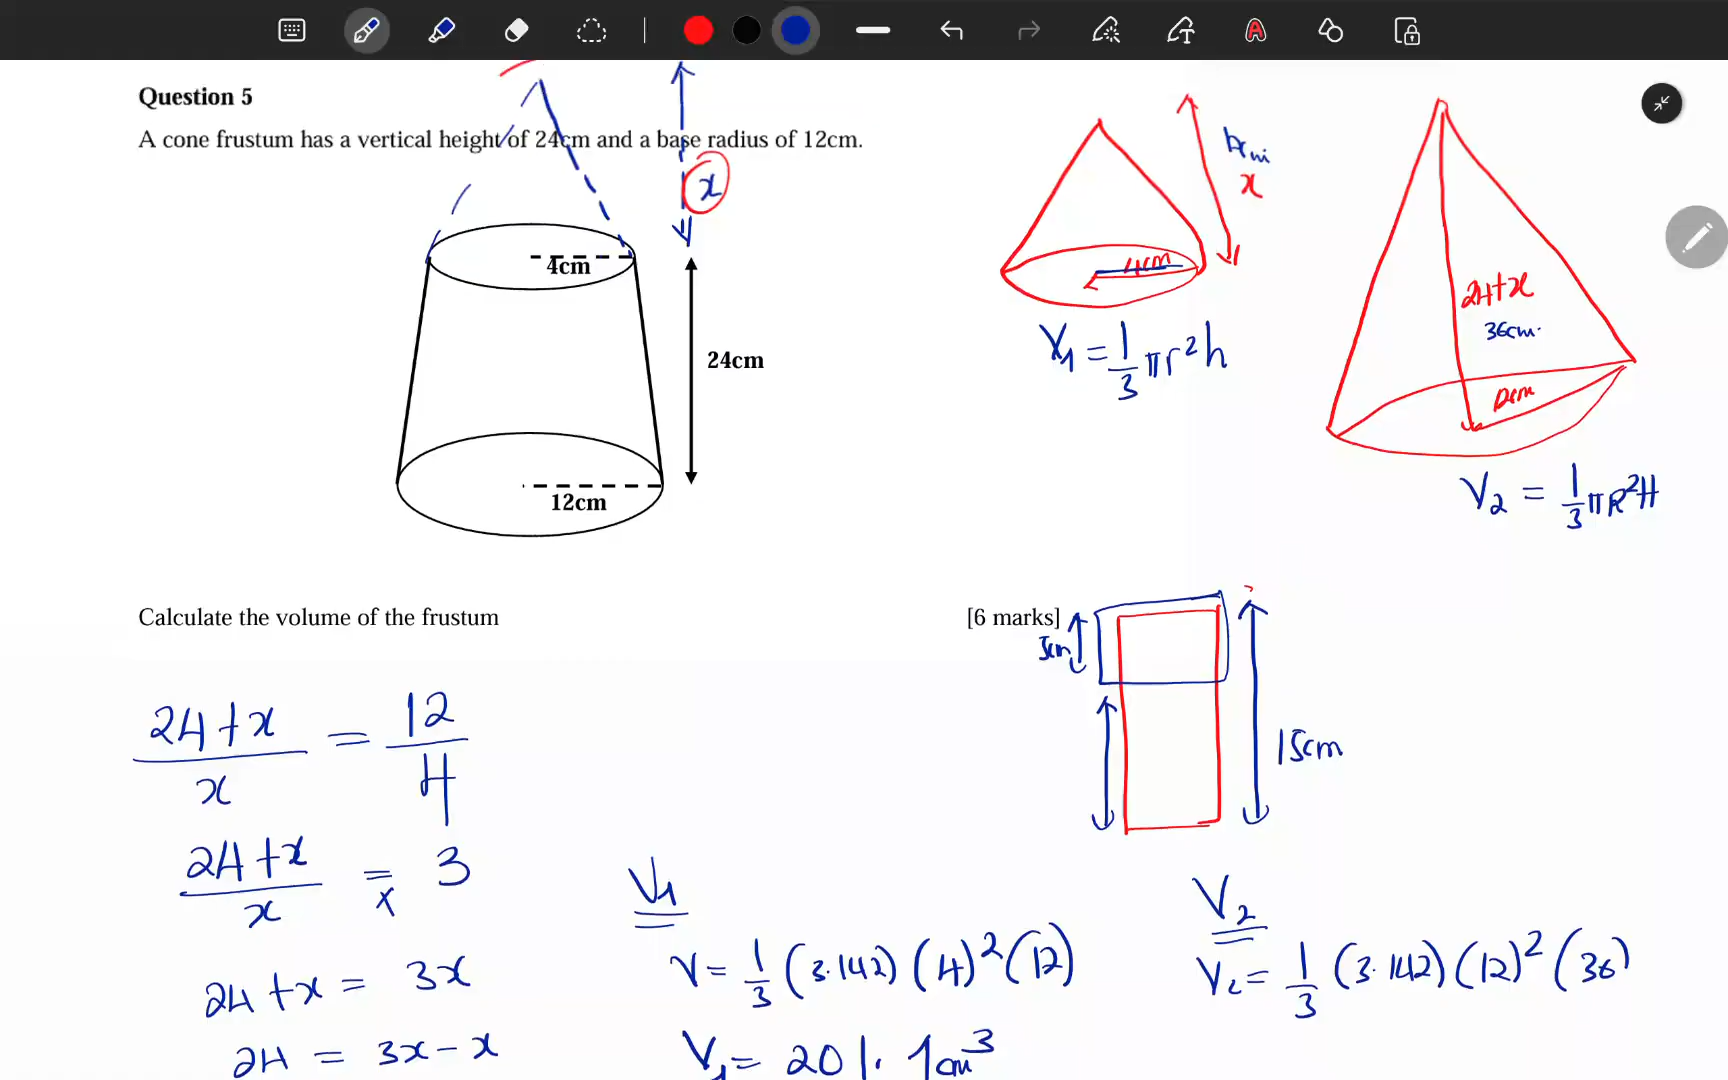 Question 5
A cone frustum has a vertical height of 24cm and a base radius of 12cm.
x
4cm
24cm
12cm
x
4cm
V1 = 1/3 πr²h
24+x
36cm
12cm
V2 = 1/3 πR²H
Calculate the volume of the frustum
[6 marks]
5cm
15cm
24+x/x = 12/4
24+x/x = 3
x
24+x = 3x
24 = 3x-x
V1
V = 1/3 (3.142) (4)² (12)
V1 = 201.1cm³
V2
V2 = 1/3 (3.142) (12)² (36)